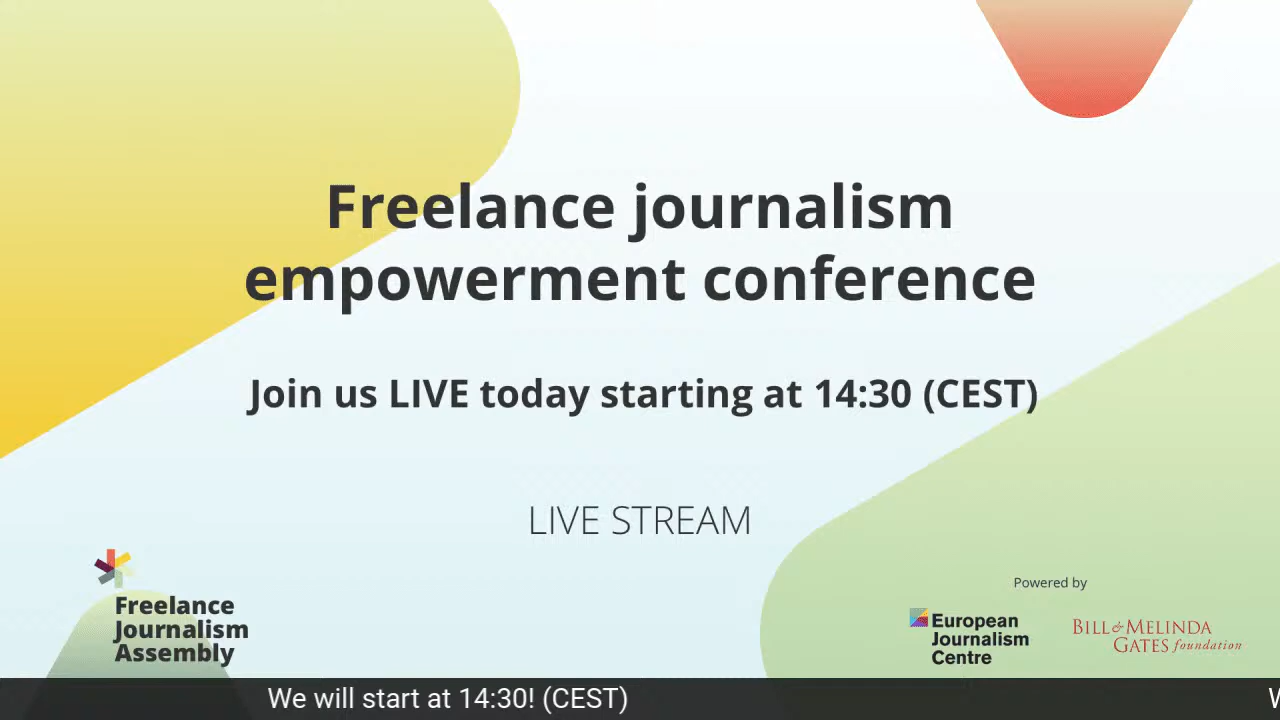 Freelance journalism
empowerment conference
Join us LIVE today starting at 14:30 (CEST)
LIVE STREAM
Freelance
Journalism
Assembly
Powered by
European
Journalism
Centre
BILL & MELINDA
GATES foundation
We will start at 14:30! (CEST)